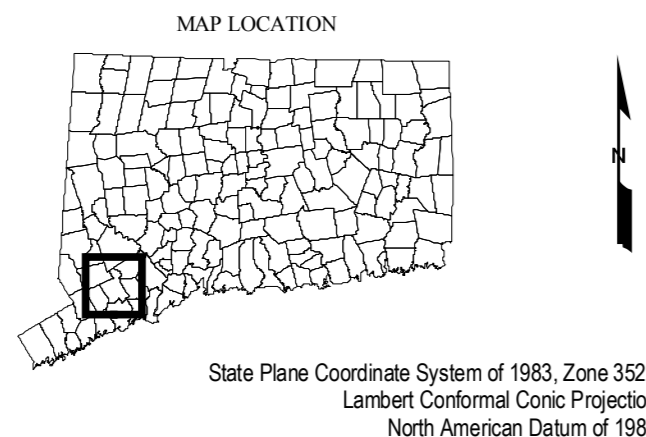 MAP LOCATION
N
State Plane Coordinate System of 1983, Zone 352
Lambert Conformal Conic Projectio
North American Datum of 198